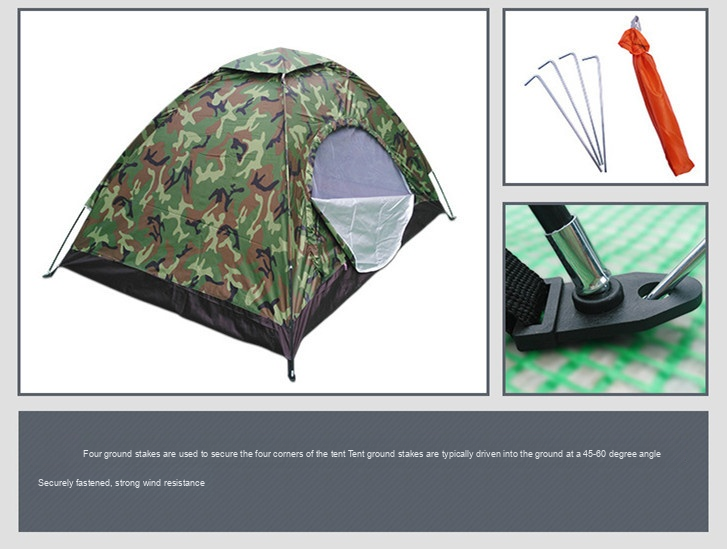 Four ground stakes are used to secure the four corners of the tent Tent ground stakes are typically driven into the ground at a 45-60 degree angle
Securely fastened, strong wind resistance